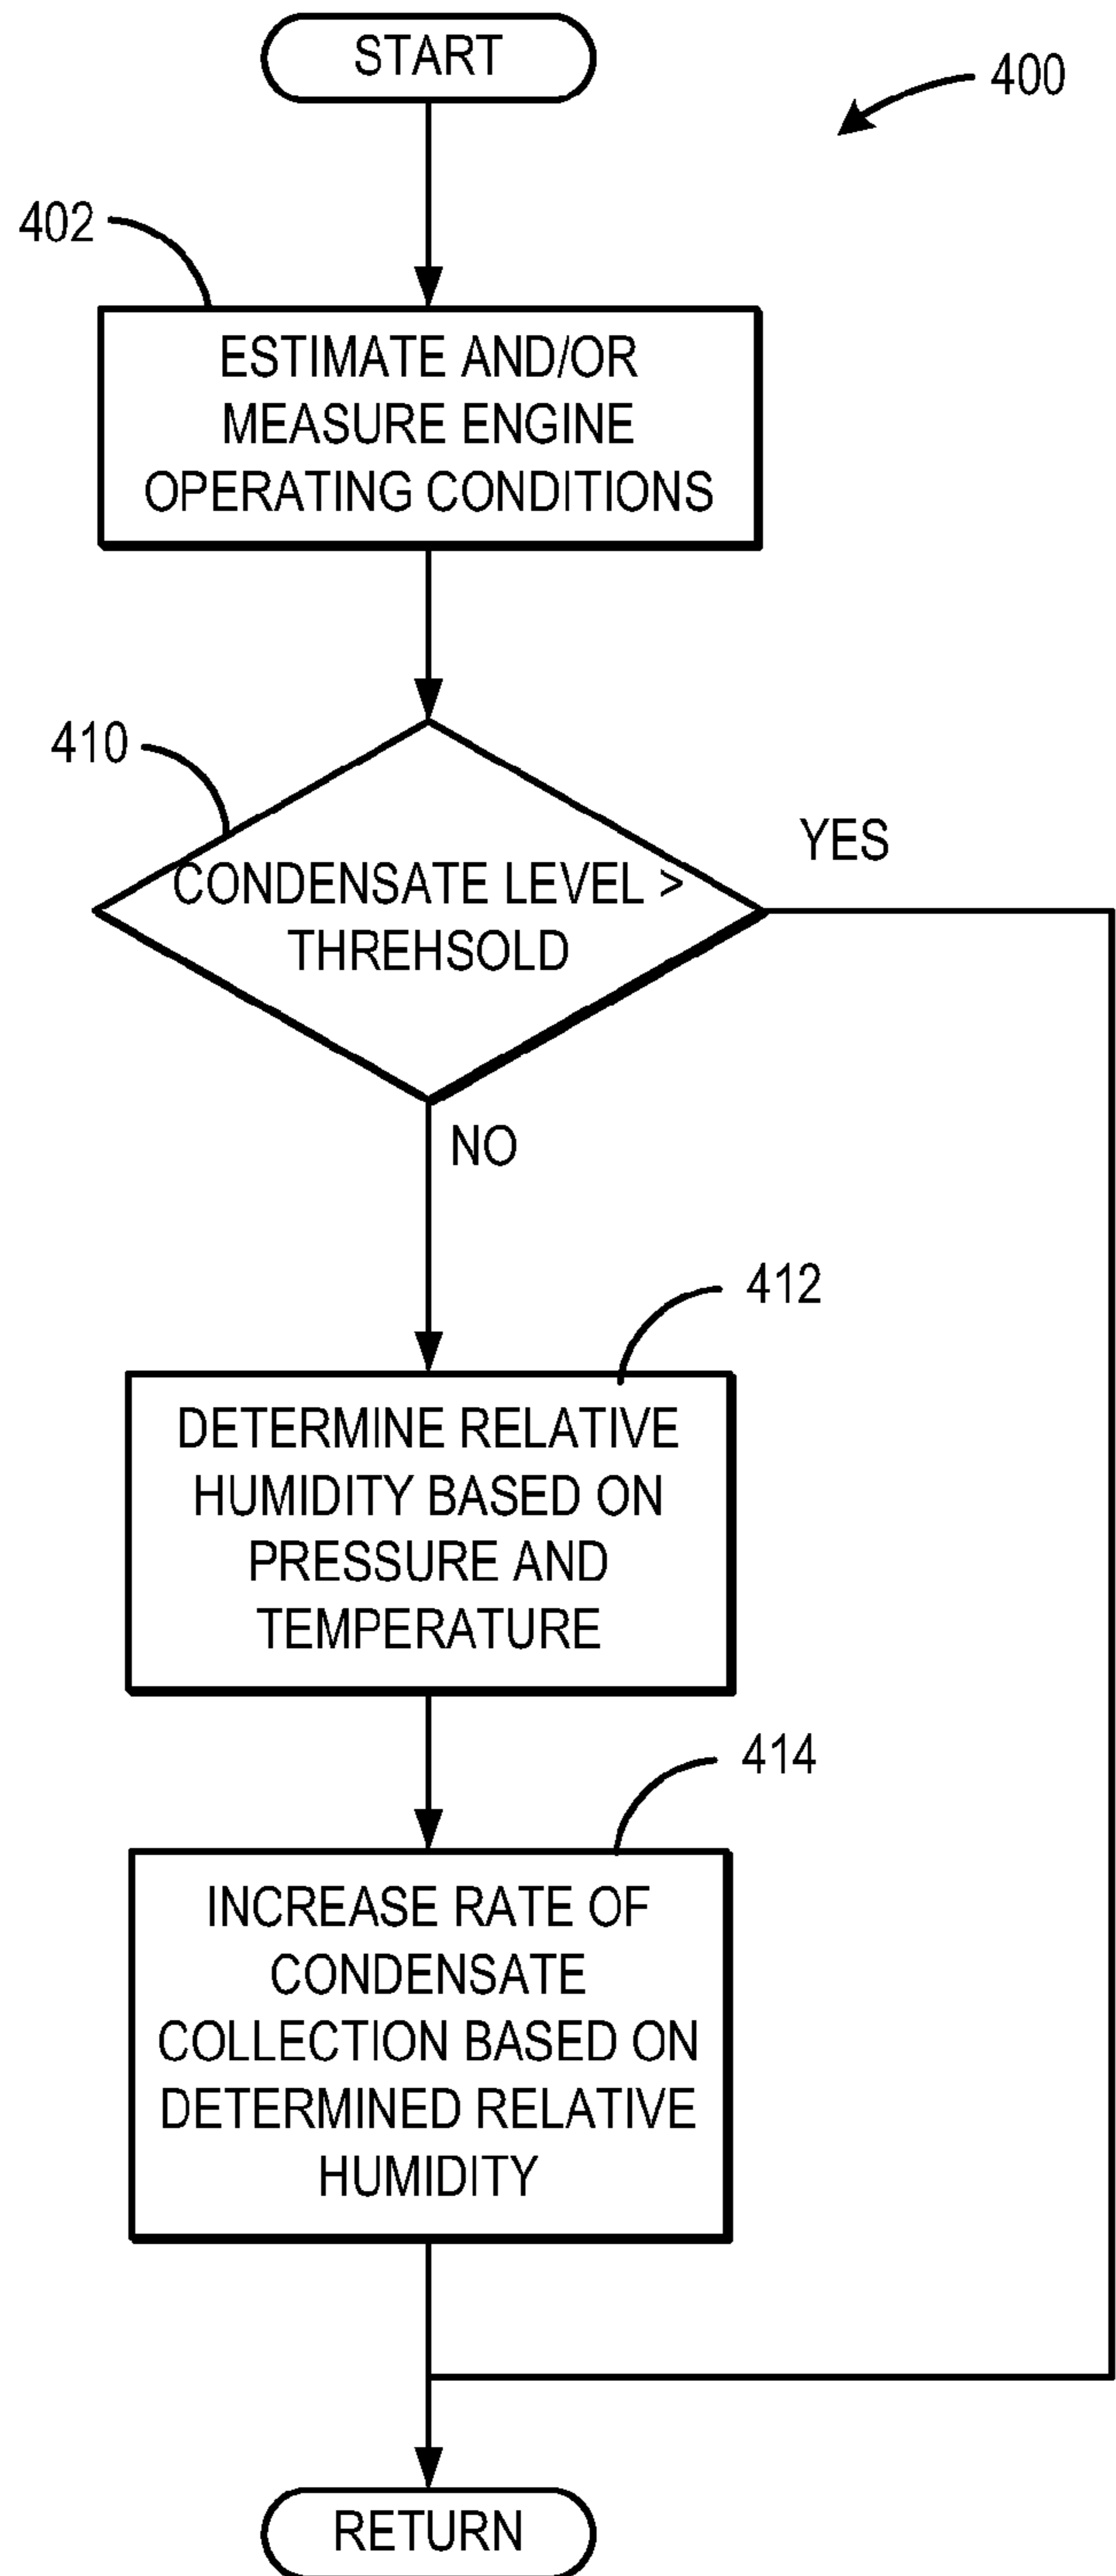 START
400
402
ESTIMATE AND/OR
MEASURE ENGINE
OPERATING CONDITIONS
410
YES
CONDENSATE LEVEL >
THREHSOLD
NO
412
DETERMINE RELATIVE
HUMIDITY BASED ON
PRESSURE AND
TEMPERATURE
414
INCREASE RATE OF
CONDENSATE
COLLECTION BASED ON
DETERMINED RELATIVE
HUMIDITY
RETURN